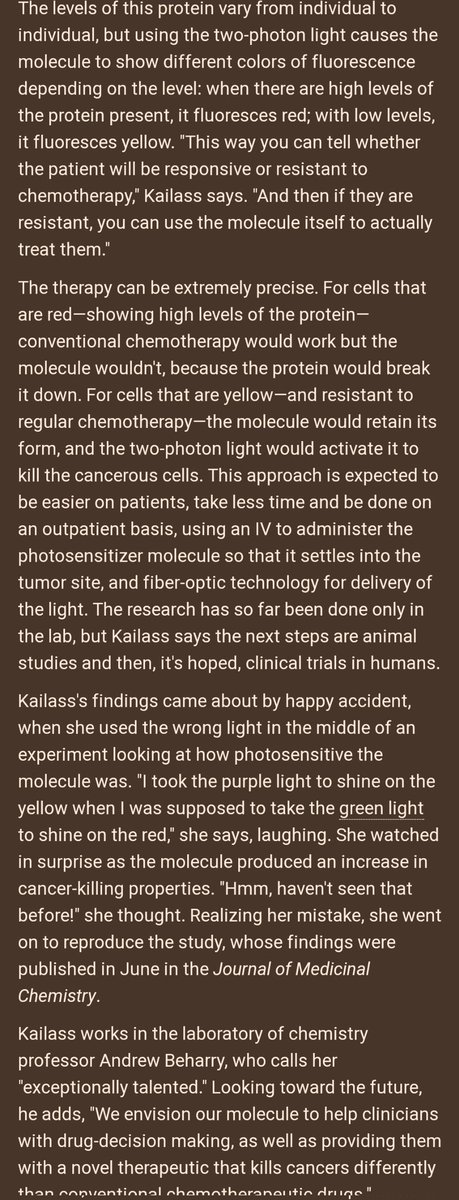 The levels of this protein vary from individual to
individual, but using the two-photon light causes the
molecule to show different colors of fluorescence
depending on the level: when there are high levels of
the protein present, it fluoresces red; with low levels,
it fluoresces yellow. "This way you can tell whether
the patient will be responsive or resistant to
chemotherapy," Kailass says. "And then if they are
resistant, you can use the molecule itself to actually
treat them."
The therapy can be extremely precise. For cells that
are red—showing high levels of the protein—
conventional chemotherapy would work but the
molecule wouldn't, because the protein would break
it down. For cells that are yellow—and resistant to
regular chemotherapy—the molecule would retain its
form, and the two-photon light would activate it to
kill the cancerous cells. This approach is expected to
be easier on patients, take less time and be done on
an outpatient basis, using an IV to administer the
photosensitizer molecule so that it settles into the
tumor site, and fiber-optic technology for delivery of
the light. The research has so far been done only in
the lab, but Kailass says the next steps are animal
studies and then, it's hoped, clinical trials in humans.
Kailass's findings came about by happy accident,
when she used the wrong light in the middle of an
experiment looking at how photosensitive the
molecule was. "I took the purple light to shine on the
yellow when I was supposed to take the green light
to shine on the red," she says, laughing. She watched
in surprise as the molecule produced an increase in
cancer-killing properties. "Hmm, haven't seen that
before!" she thought. Realizing her mistake, she went
on to reproduce the study, whose findings were
published in June in the Journal of Medicinal
Chemistry.
Kailass works in the laboratory of chemistry
professor Andrew Beharry, who calls her
"exceptionally talented." Looking toward the future,
he adds, "We envision our molecule to help clinicians
with drug-decision making, as well as providing them
with a novel therapeutic that kills cancers differently
than conventional chemotherapeutic drugs."